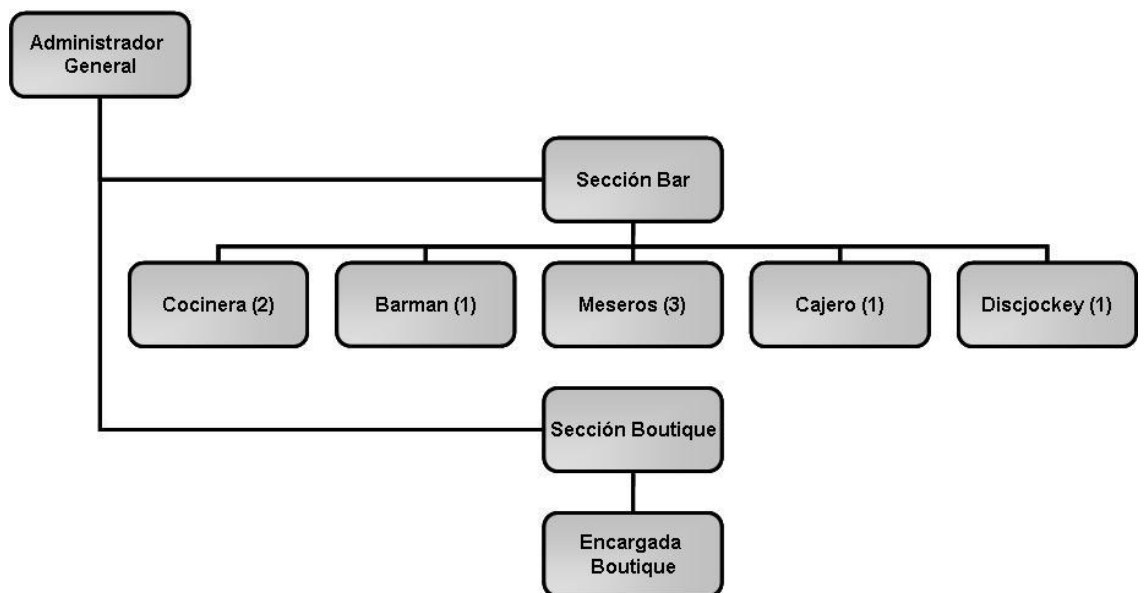 Administrador
General
Sección Bar
Cocinera (2)
Barman (1)
Meseros (3)
Cajero (1)
Discjockey (1)
Sección Boutique
Encargada
Boutique